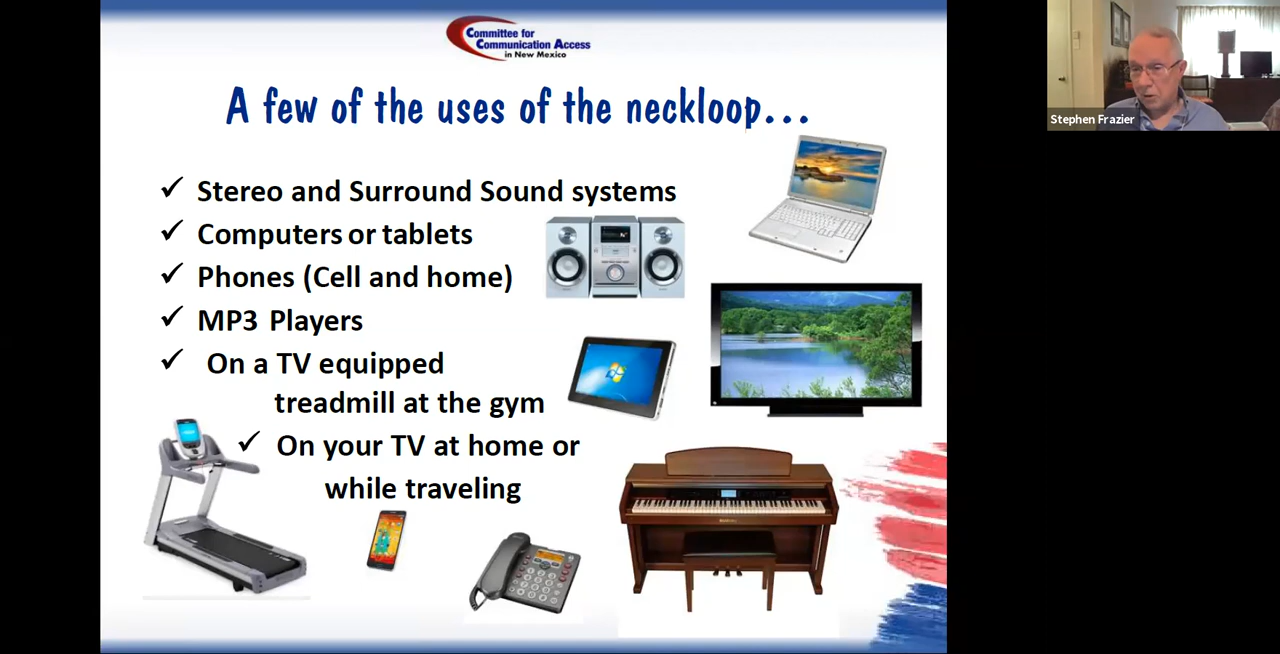 Committee for
Communication Access
in New Mexico
A few of the uses of the neckloop...
✓ Stereo and Surround Sound systems
✓ Computers or tablets
✓ Phones (Cell and home)
✓ MP3 Players
✓ On a TV equipped
treadmill at the gym
✓ On your TV at home or
while traveling
Stephen Frazier